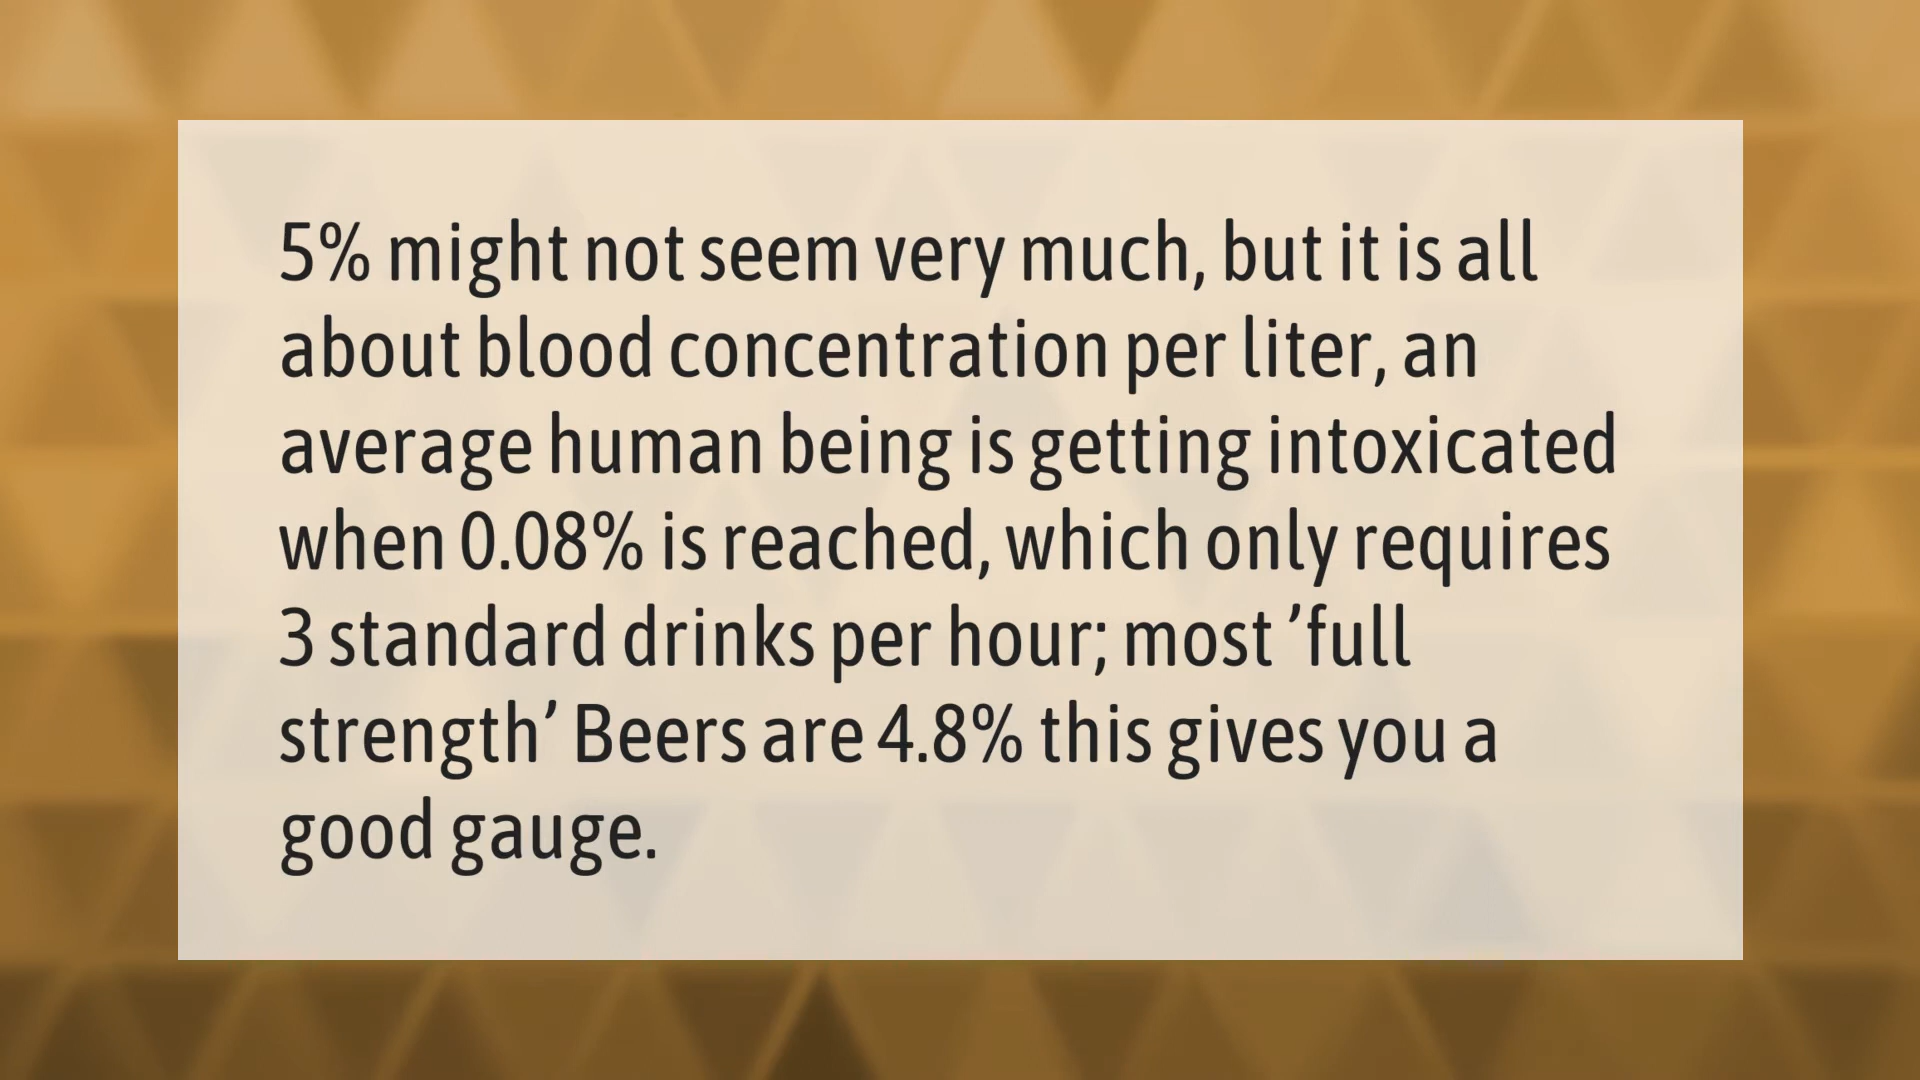 5% might not seem very much, but it is all
about blood concentration per liter, an
average human being is getting intoxicated
when 0.08% is reached, which only requires
3 standard drinks per hour; most ’full
strength’ Beers are 4.8% this gives you a
good gauge.